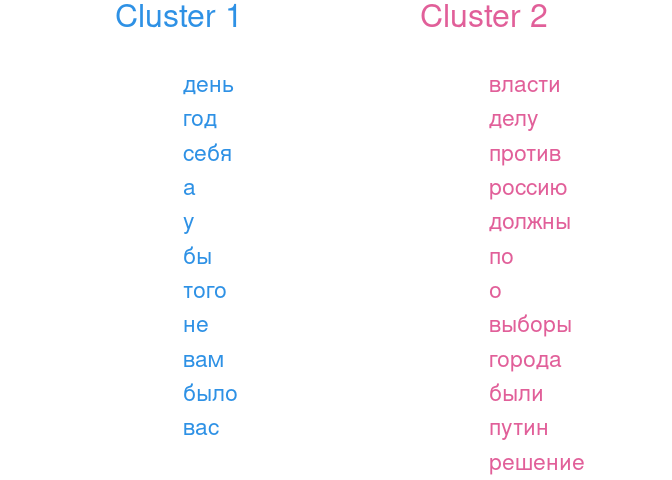 Cluster 1
день
год
себя
а
у
бы
того
не
вам
было
вас
Cluster 2
власти
делу
против
россию
должны
по
о
выборы
города
были
путин
решение